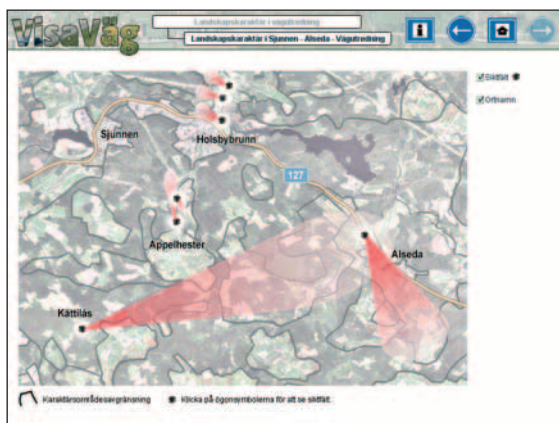 VisaVäg
Landskapskaraktär i vägutredning
Landskapskaraktär i Sjunnen - Alseda - Vägutredning
Siktfält
Ortnamn
Sjunnen
Holsbybrunn
127
Appelhester
Alseda
Kättilås
Karaktärsområdesavgränsning
Klicka på ögonsymbolerna för att se siktfält.